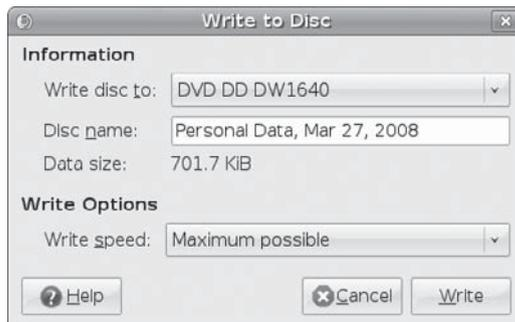 Write to Disc
Information
Write disc to: DVD DD DW1640
Disc name: Personal Data, Mar 27, 2008
Data size: 701.7 KiB
Write Options
Write speed: Maximum possible
Help Cancel Write